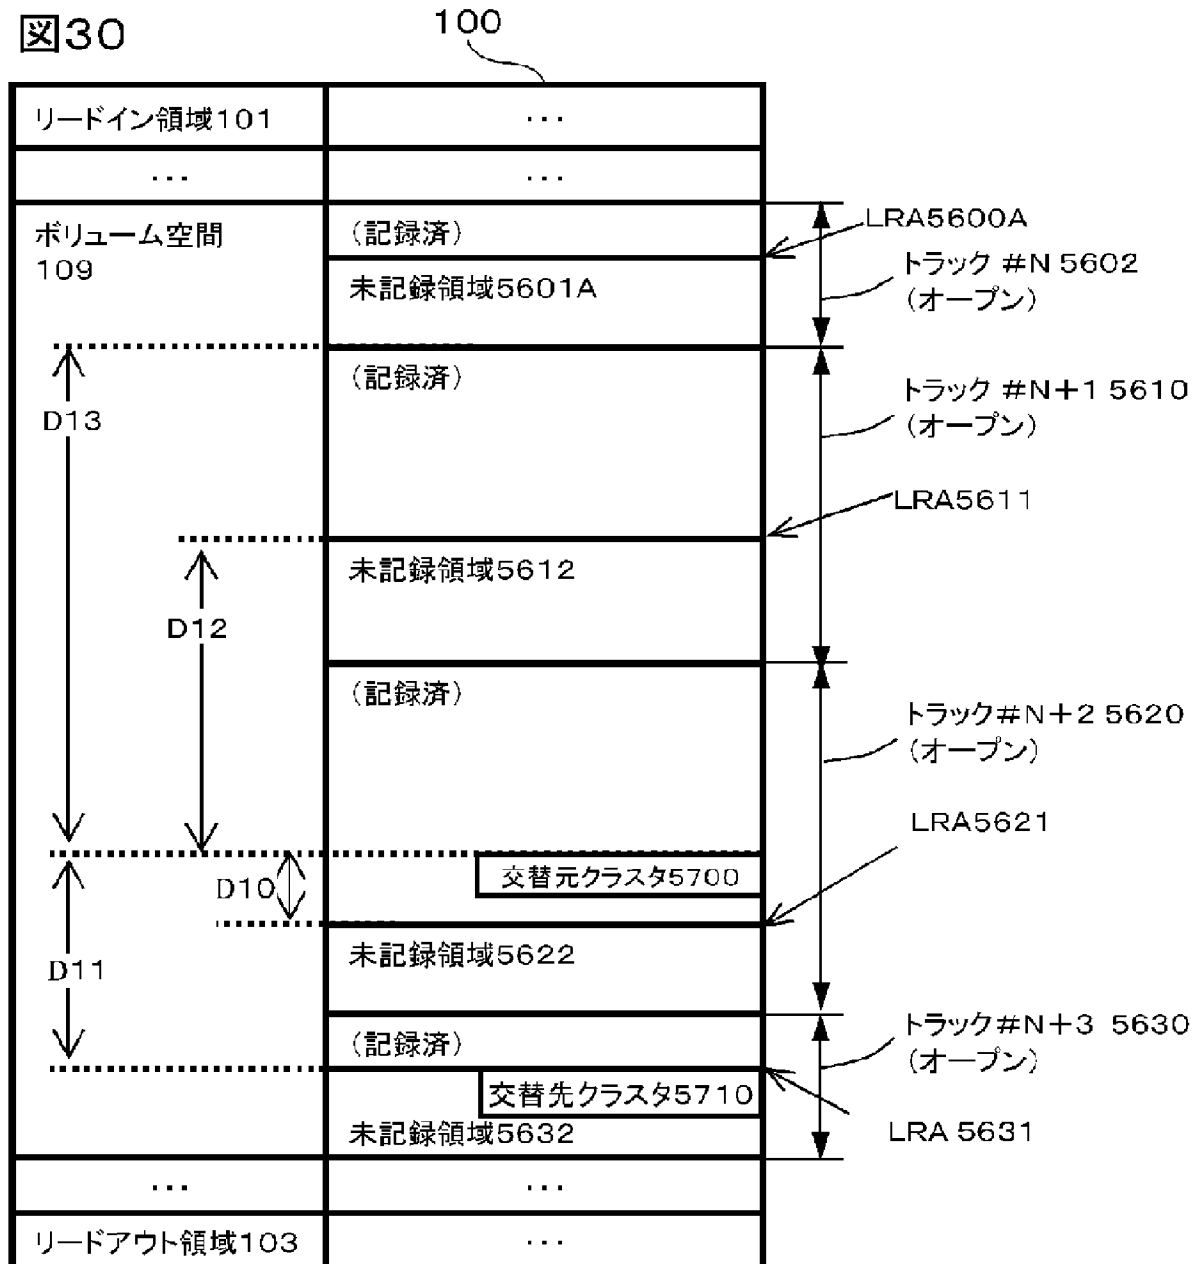 図30
100
リードイン領域101
···
···
···
ボリューム空間
109
(記録済)
LRA5600A
トラック #N 5602
(オープン)
未記録領域5601A
(記録済)
D13
トラック #N+1 5610
(オープン)
LRA5611
未記録領域5612
D12
(記録済)
トラック#N+2 5620
(オープン)
LRA5621
交替元クラスタ5700
D10
未記録領域5622
D11
(記録済)
トラック#N+3 5630
(オープン)
交替先クラスタ5710
未記録領域5632
LRA 5631
···
···
リードアウト領域103
···